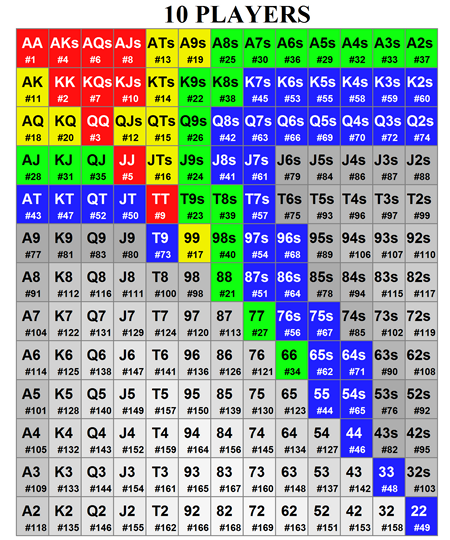 10 PLAYERS
AA AKs AQs AJs ATs A9s A8s A7s A6s A5s A4s A3s A2s
#1 #4 #6 #8 #13 #19 #25 #30 #36 #29 #32 #33 #37
AK KK KQs KJs KTs K9s K8s K7s K6s K5s K4s K3s K2s
#11 #2 #7 #10 #14 #22 #38 #45 #53 #55 #58 #59 #60
AQ KQ QQ QJs QTs Q9s Q8s Q7s Q6s Q5s Q4s Q3s Q2s
#18 #20 #3 #12 #15 #26 #42 #63 #66 #69 #70 #72 #74
AJ KJ QJ JJ JTs J9s J8s J7s J6s J5s J4s J3s J2s
#28 #31 #35 #5 #16 #24 #41 #61 #79 #84 #86 #87 #88
AT KT QT JT TT T9s T8s T7s T6s T5s T4s T3s T2s
#43 #47 #52 #50 #9 #23 #39 #57 #75 #93 #96 #97 #99
A9 K9 Q9 J9 T9 99 98s 97s 96s 95s 94s 93s 92s
#77 #81 #83 #80 #73 #17 #40 #54 #68 #89 #106 #107 #110
A8 K8 Q8 J8 T8 98 88 87s 86s 85s 84s 83s 82s
#91 #112 #116 #111 #100 #98 #21 #51 #64 #78 #94 #115 #117
A7 K7 Q7 J7 T7 97 87 77 76s 75s 74s 73s 72s
#104 #122 #131 #129 #124 #120 #113 #27 #56 #67 #85 #102 #119
A6 K6 Q6 J6 T6 96 86 76 66 65s 64s 63s 62s
#114 #125 #138 #147 #141 #136 #126 #121 #34 #62 #71 #90 #108
A5 K5 Q5 J5 T5 95 85 75 65 55 54s 53s 52s
#101 #128 #140 #149 #157 #150 #139 #130 #123 #44 #65 #76 #92
A4 K4 Q4 J4 T4 94 84 74 64 54 44 43s 42s
#105 #132 #143 #152 #159 #164 #156 #145 #134 #127 #46 #82 #95
A3 K3 Q3 J3 T3 93 83 73 63 53 43 33 32s
#109 #133 #144 #154 #161 #165 #167 #160 #148 #137 #142 #48 #103
A2 K2 Q2 J2 T2 92 82 72 62 52 42 32 22
#118 #135 #146 #155 #162 #166 #168 #169 #163 #151 #153 #158 #49